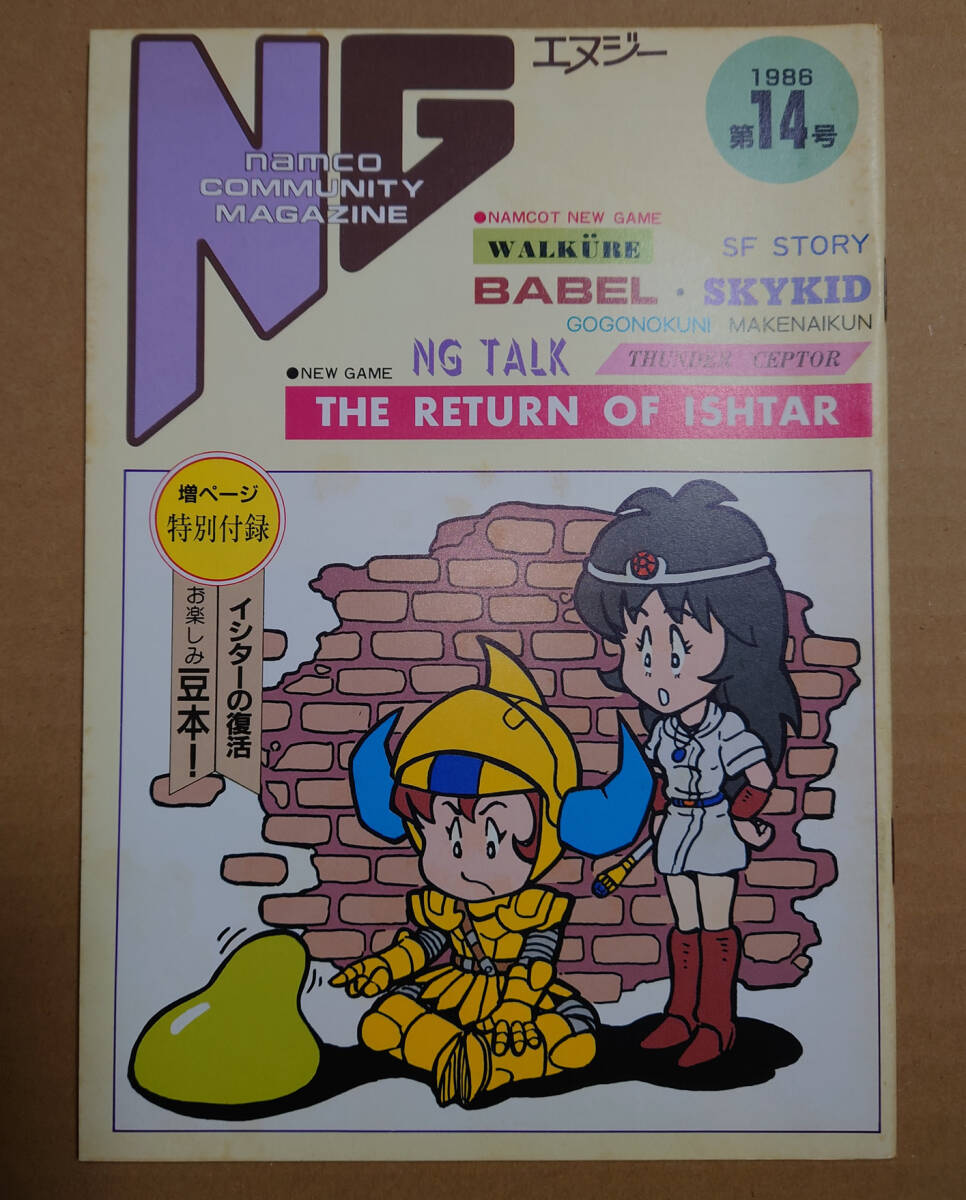 NG
エヌジー
namco
COMMUNITY
MAGAZINE
1986
第14号
●NAMCOT NEW GAME
WALKÜRE
SF STORY
BABEL・SKYKID
GOGONOKUNI MAKENAIKUN
NG TALK
THUNDER CEPTOR
●NEW GAME
THE RETURN OF ISHTAR
増ページ
特別付録
イシターの復活
お楽しみ豆本!